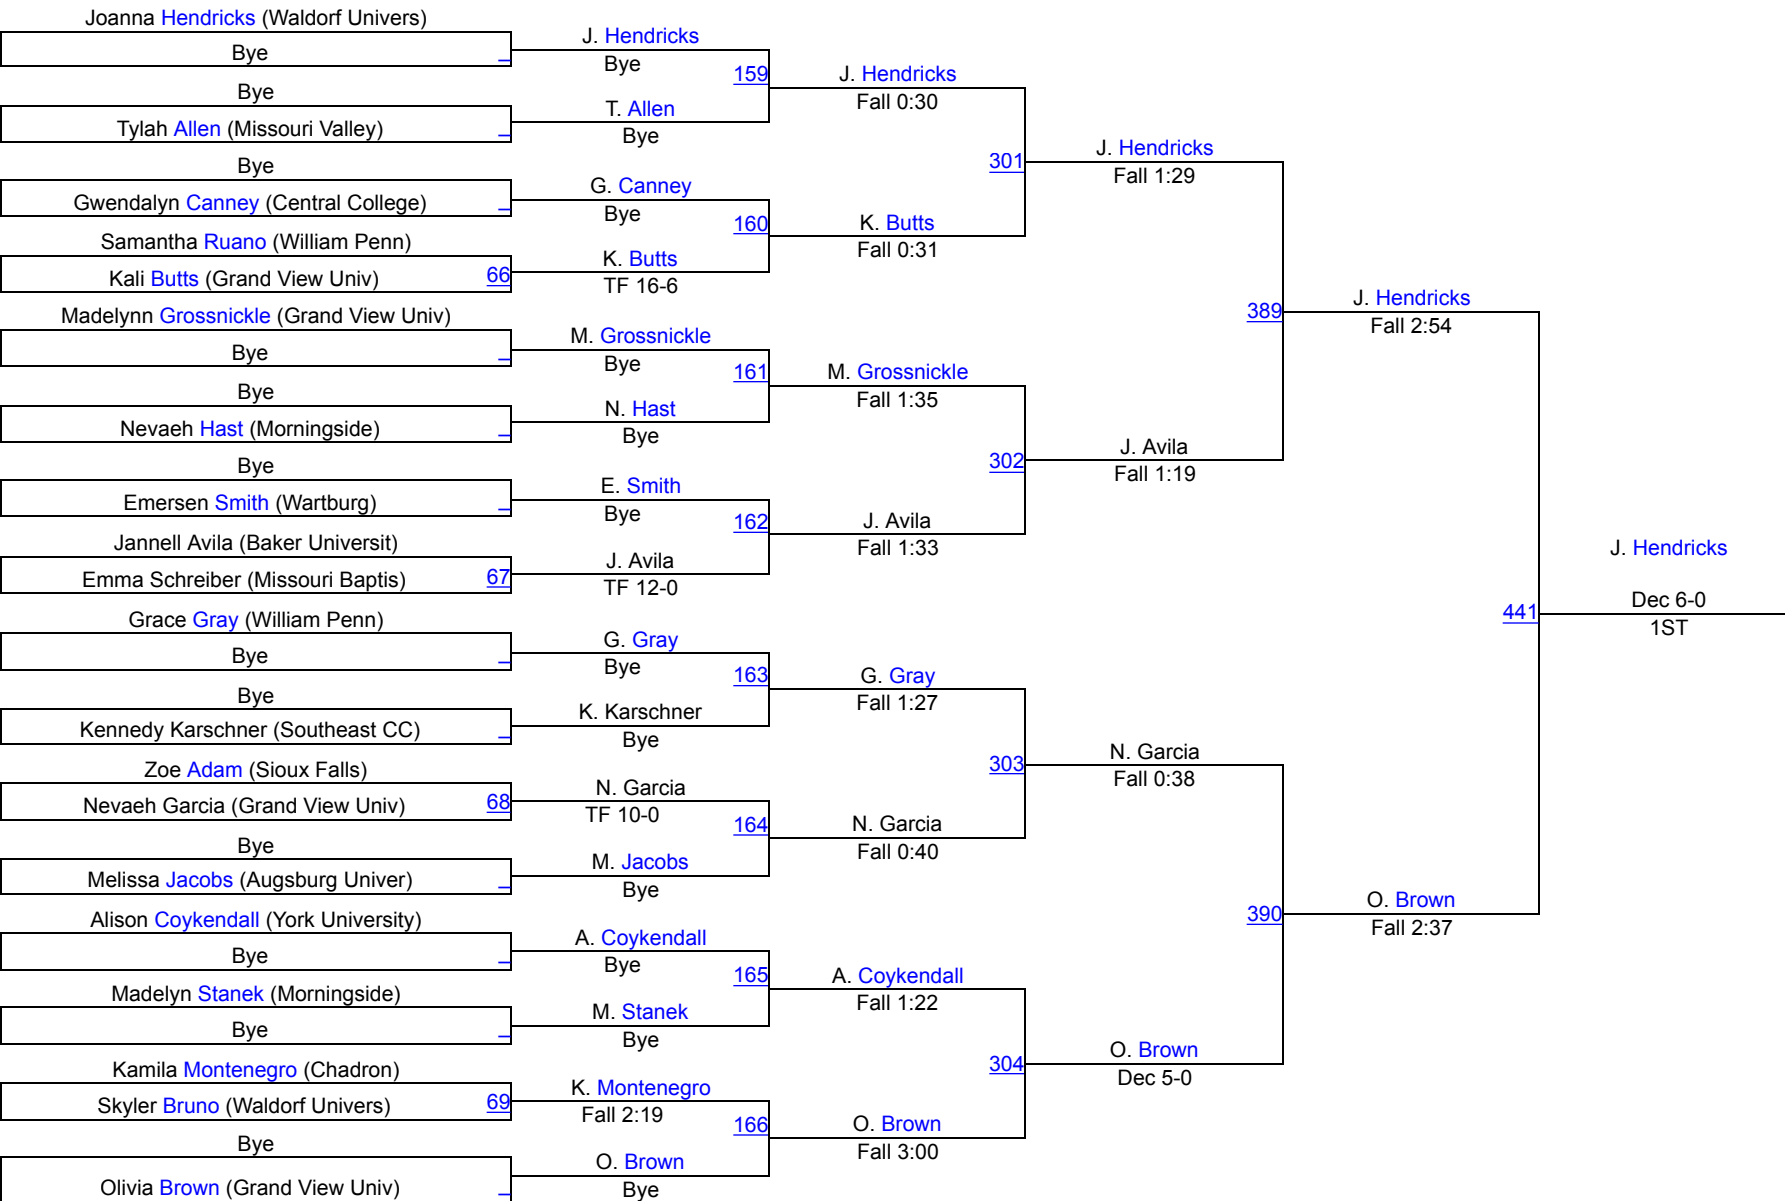 Joanna Hendricks (Waldorf Univers)
Bye
Bye
Tylah Allen (Missouri Valley)
Bye
Gwendalyn Canney (Central College)
Samantha Ruano (William Penn)
Kali Butts (Grand View Univ)
66
Madelynn Grossnickle (Grand View Univ)
Bye
Bye
Nevaeh Hast (Morningside)
Bye
Emersen Smith (Wartburg)
Jannell Avila (Baker Universit)
Emma Schreiber (Missouri Baptis)
67
Grace Gray (William Penn)
Bye
Bye
Kennedy Karschner (Southeast CC)
Zoe Adam (Sioux Falls)
Nevaeh Garcia (Grand View Univ)
68
Bye
Melissa Jacobs (Augsburg Univer)
Alison Coykendall (York University)
Bye
Madelyn Stanek (Morningside)
Bye
Kamila Montenegro (Chadron)
Skyler Bruno (Waldorf Univers)
69
Bye
Olivia Brown (Grand View Univ)
J. Hendricks
Bye
159
T. Allen
Bye
G. Canney
Bye
160
K. Butts
TF 16-6
M. Grossnickle
Bye
161
N. Hast
Bye
E. Smith
Bye
162
J. Avila
TF 12-0
G. Gray
Bye
163
K. Karschner
Bye
N. Garcia
TF 10-0
164
M. Jacobs
Bye
A. Coykendall
Bye
165
M. Stanek
Bye
K. Montenegro
Fall 2:19
166
O. Brown
Bye
J. Hendricks
Fall 0:30
301
K. Butts
Fall 0:31
M. Grossnickle
Fall 1:35
302
J. Avila
Fall 1:33
G. Gray
Fall 1:27
303
N. Garcia
Fall 0:40
A. Coykendall
Fall 1:22
304
O. Brown
Fall 3:00
J. Hendricks
Fall 1:29
389
J. Avila
Fall 1:19
N. Garcia
Fall 0:38
390
O. Brown
Dec 5-0
J. Hendricks
Fall 2:54
441
O. Brown
Fall 2:37
J. Hendricks
Dec 6-0
1ST